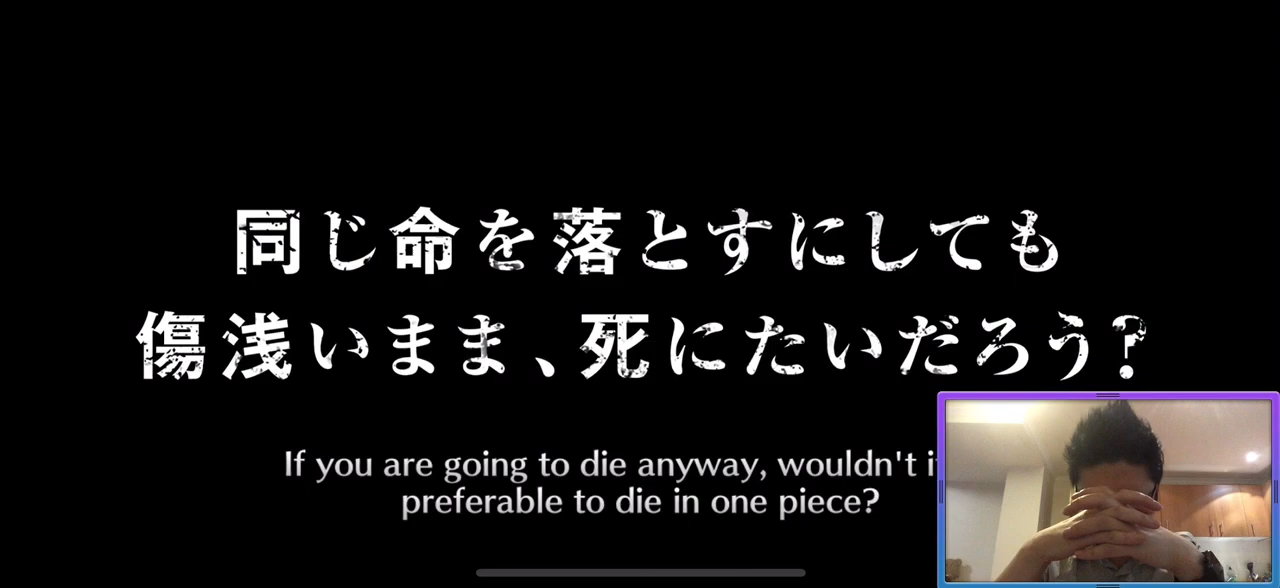 同じ命を落とすにしても
傷浅いまま、死にたいだろう?
If you are going to die anyway, wouldn't
preferable to die in one piece?